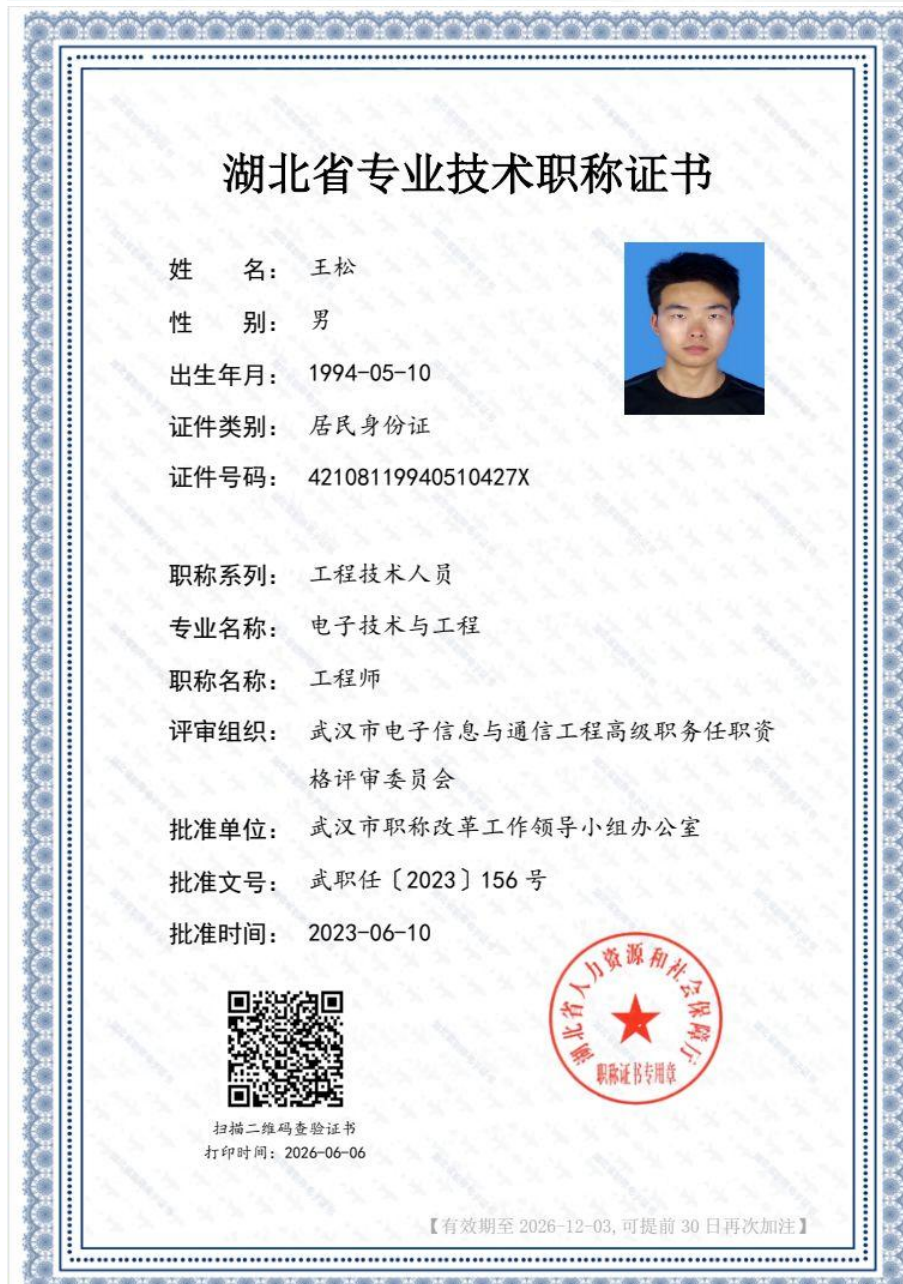 湖北省专业技术职称证书
姓 名： 王松
性 别： 男
出生年月： 1994-05-10
证件类别： 居民身份证
证件号码： 42108119940510427X
职称系列： 工程技术人员
专业名称： 电子技术与工程
职称名称： 工程师
评审组织： 武汉市电子信息与通信工程高级职务任职资
格评审委员会
批准单位： 武汉市职称改革工作领导小组办公室
批准文号： 武职任〔2023〕156 号
批准时间： 2023-06-10
湖北省人力资源和社会保障厅
职称证书专用章
扫描二维码查验证书
打印时间：2026-06-06
【有效期至 2026-12-03,可提前 30 日再次加注】